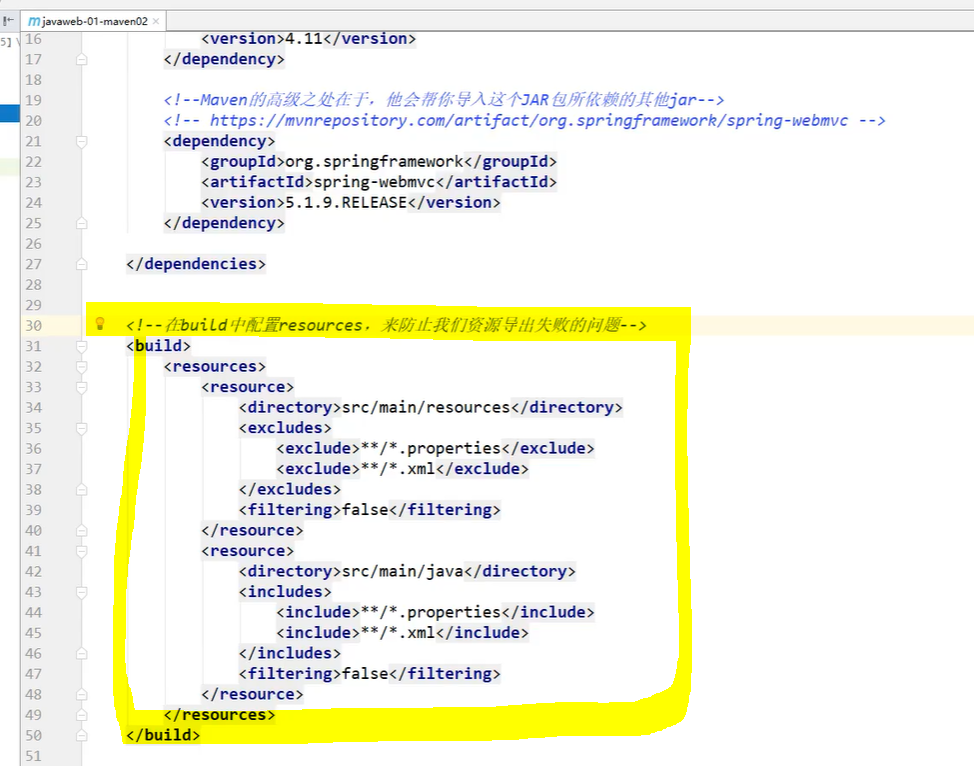 javaweb-01-maven02
16 <version>4.11</version>
17 </dependency>
18
19 <!--Maven的高级之处在于，他会帮你导入这个JAR包所依赖的其他jar-->
20 <!-- https://mvnrepository.com/artifact/org.springframework/spring-webmvc -->
21 <dependency>
22 <groupId>org.springframework</groupId>
23 <artifactId>spring-webmvc</artifactId>
24 <version>5.1.9.RELEASE</version>
25 </dependency>
26
27 </dependencies>
28
29
30 <!--在build中配置resources，来防止我们资源导出失败的问题-->
31 <build>
32 <resources>
33 <resource>
34 <directory>src/main/resources</directory>
35 <excludes>
36 <exclude>**/*.properties</exclude>
37 <exclude>**/*.xml</exclude>
38 </excludes>
39 <filtering>false</filtering>
40 </resource>
41 <resource>
42 <directory>src/main/java</directory>
43 <includes>
44 <include>**/*.properties</include>
45 <include>**/*.xml</include>
46 </includes>
47 <filtering>false</filtering>
48 </resource>
49 </resources>
50 </build>
51